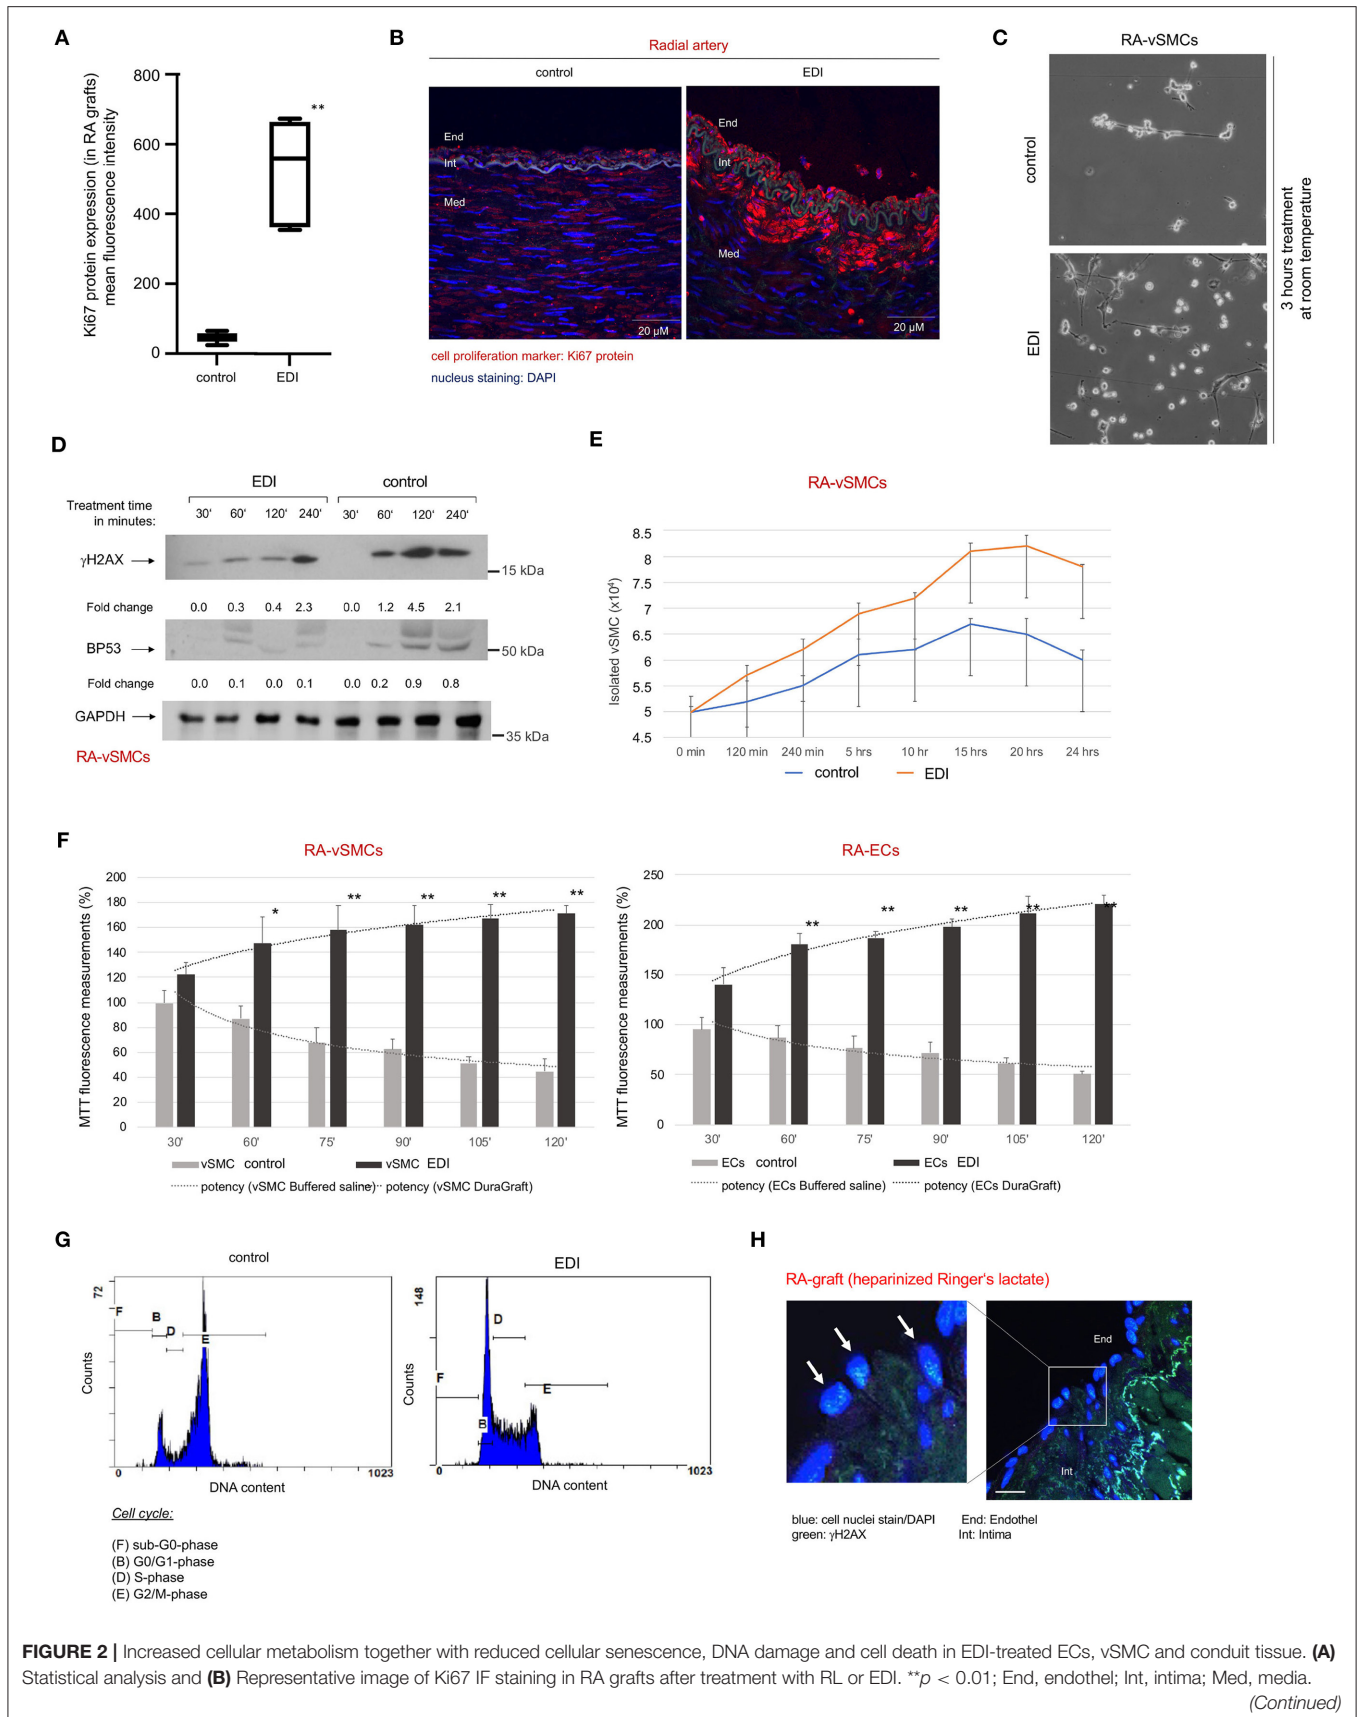 A
Ki67 protein expression (in RA grafts)
mean fluorescence intensity
800
600
400
200
0
**
control
EDI
B
Radial artery
control
EDI
End
Int
Med
20 µM
End
Int
Med
20 µM
cell proliferation marker: Ki67 protein
nucleus staining: DAPI
C
RA-vSMCs
control
EDI
3 hours treatment
at room temperature
D
EDI
control
Treatment time
in minutes:
30' 60' 120' 240' 30' 60' 120' 240'
γH2AX
15 kDa
Fold change 0.0 0.3 0.4 2.3 0.0 1.2 4.5 2.1
BP53
50 kDa
Fold change 0.0 0.1 0.0 0.1 0.0 0.2 0.9 0.8
GAPDH
35 kDa
RA-vSMCs
E
RA-vSMCs
Isolated vSMC (x10⁴)
8.5
8
7.5
7
6.5
6
5.5
5
4.5
0 min 120 min 240 min 5 hrs 10 hr 15 hrs 20 hrs 24 hrs
control EDI
F
RA-vSMCs
MTT fluorescence measurements (%)
200
180
160
140
120
100
80
60
40
20
0
* ** ** ** **
30' 60' 75' 90' 105' 120'
vSMC control vSMC EDI
potency (vSMC Buffered saline) potency (vSMC DuraGraft)
RA-ECs
MTT fluorescence measurements (%)
250
200
150
100
50
0
** ** ** ** **
30' 60' 75' 90' 105' 120'
ECs control ECs EDI
potency (ECs Buffered saline) potency (ECs DuraGraft)
G
control
72
Counts
F
B
D
E
0 1023
DNA content
EDI
148
Counts
D
F
E
B
0 1023
DNA content
Cell cycle:
(F) sub-G0-phase
(B) G0/G1-phase
(D) S-phase
(E) G2/M-phase
H
RA-graft (heparinized Ringer's lactate)
End
Int
blue: cell nuclei stain/DAPI End: Endothel
green: γH2AX Int: Intima
FIGURE 2 | Increased cellular metabolism together with reduced cellular senescence, DNA damage and cell death in EDI-treated ECs, vSMC and conduit tissue. (A)
Statistical analysis and (B) Representative image of Ki67 IF staining in RA grafts after treatment with RL or EDI. **p < 0.01; End, endothel; Int, intima; Med, media.
(Continued)